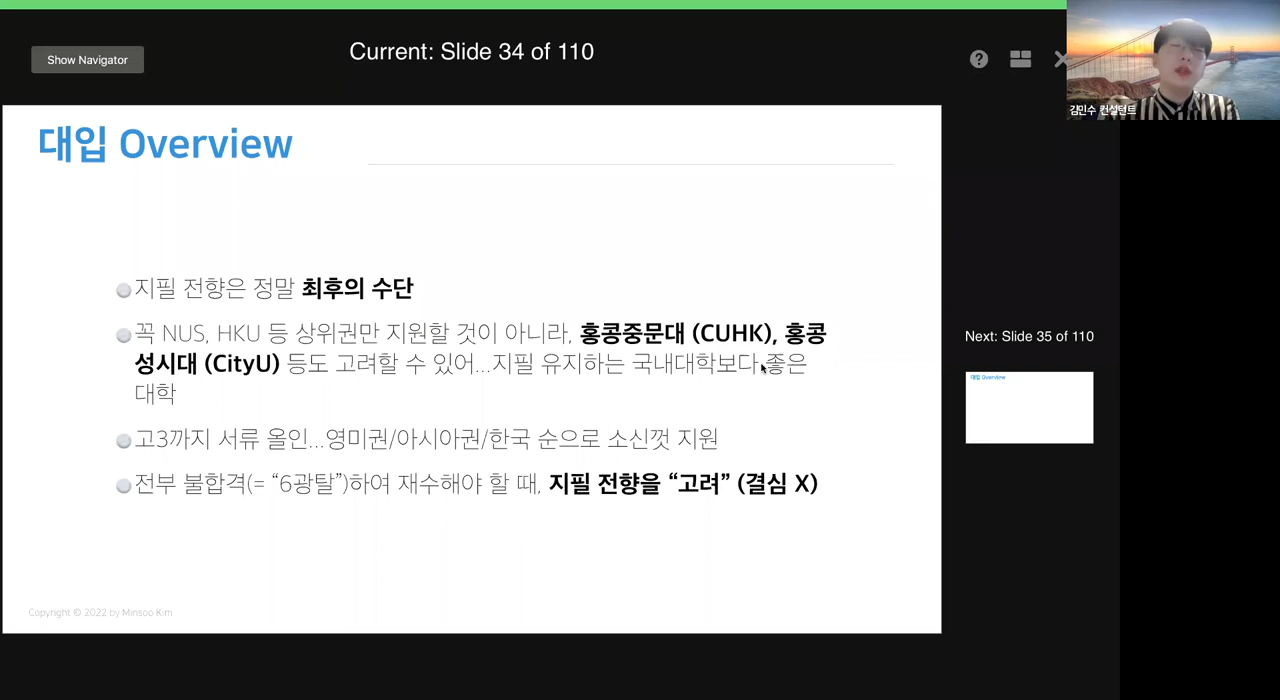 Show Navigator
Current: Slide 34 of 110
김민수 컨설턴트
대입 Overview
지필 전향은 정말 최후의 수단
꼭 NUS, HKU 등 상위권만 지원할 것이 아니라, 홍콩중문대 (CUHK), 홍콩
성시대 (CityU) 등도 고려할 수 있어...지필 유지하는 국내대학보다 좋은
대학
고3까지 서류 올인...영미권/아시아권/한국 순으로 소신껏 지원
전부 불합격(= “6광탈”)하여 재수해야 할 때, 지필 전향을 “고려” (결심 X)
Copyright © 2022 by Minsoo Kim
Next: Slide 35 of 110
대입 Overview